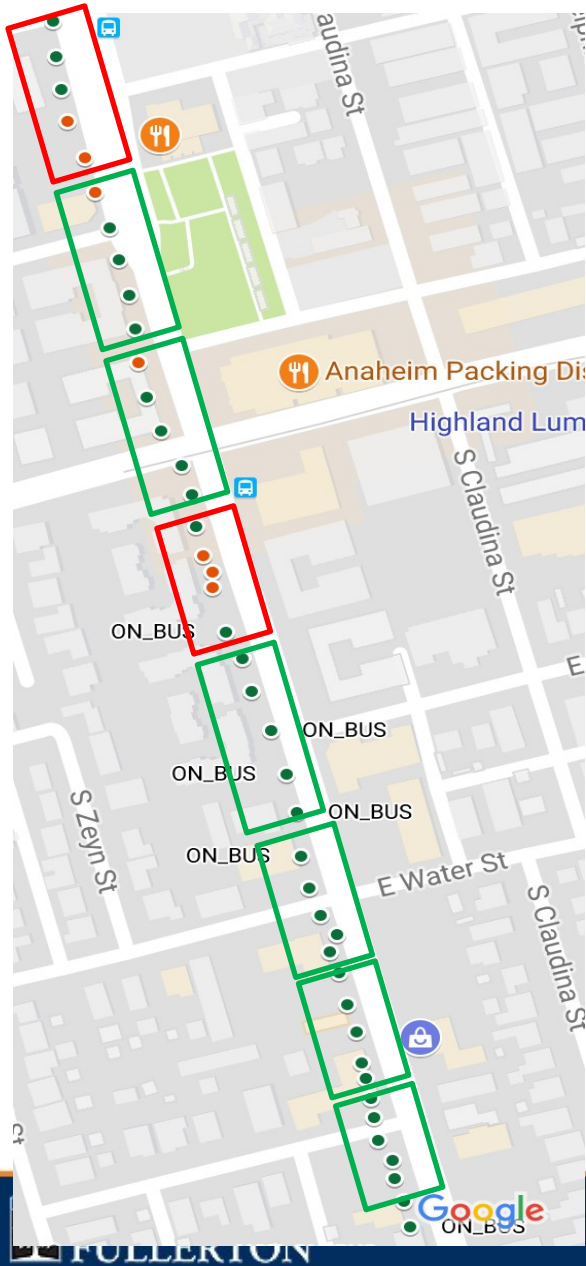 Claudina St
Anaheim Packing Dis
Highland Lum
S Claudina St
ON_BUS
E
ON_BUS
ON_BUS
ON_BUS
S Zeyn St
ON_BUS
E Water St
S Claudina St
St
Google
ON_BUS
FULLERTON